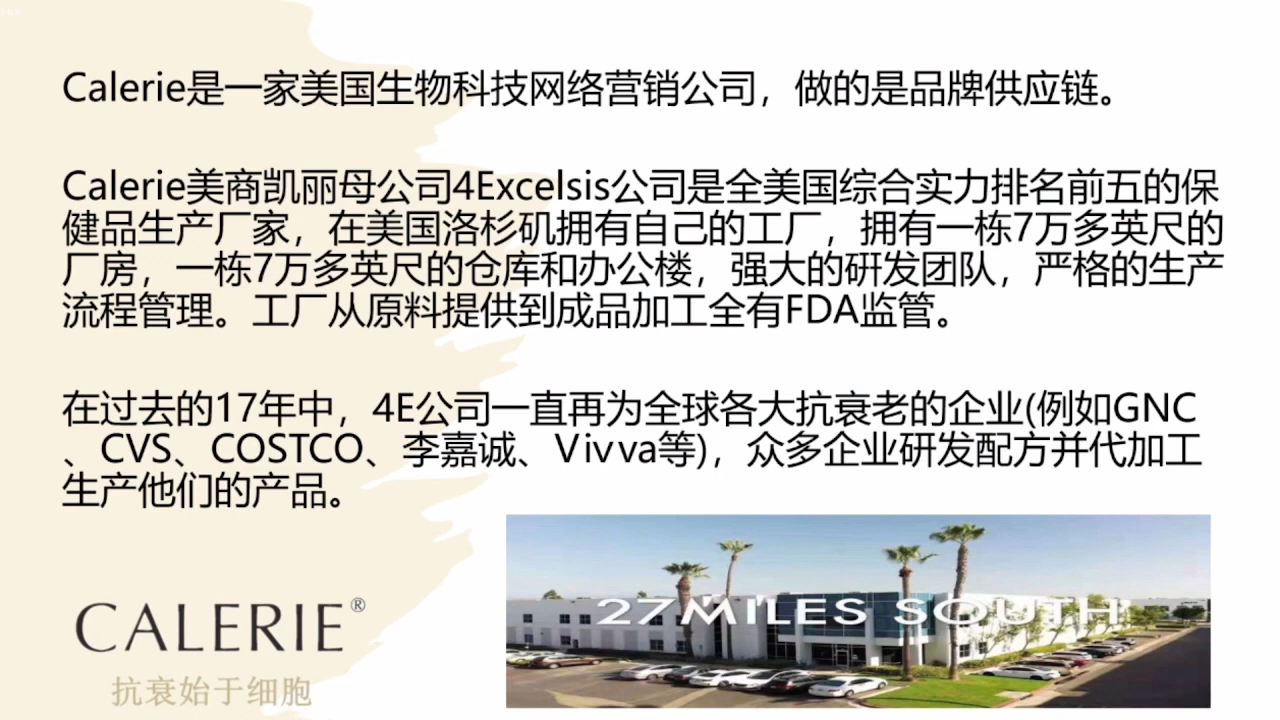 Calerie是一家美国生物科技网络营销公司，做的是品牌供应链。
Calerie美商凯丽母公司4Excelsis公司是全美国综合实力排名前五的保
健品生产厂家，在美国洛杉矶拥有自己的工厂，拥有一栋7万多英尺的
厂房，一栋7万多英尺的仓库和办公楼，强大的研发团队，严格的生产
流程管理。工厂从原料提供到成品加工全有FDA监管。
在过去的17年中，4E公司一直再为全球各大抗衰老的企业(例如GNC
、CVS、COSTCO、李嘉诚、Vivva等)，众多企业研发配方并代加工
生产他们的产品。
27MILES SOUTH
CALERIE®
抗衰始于细胞